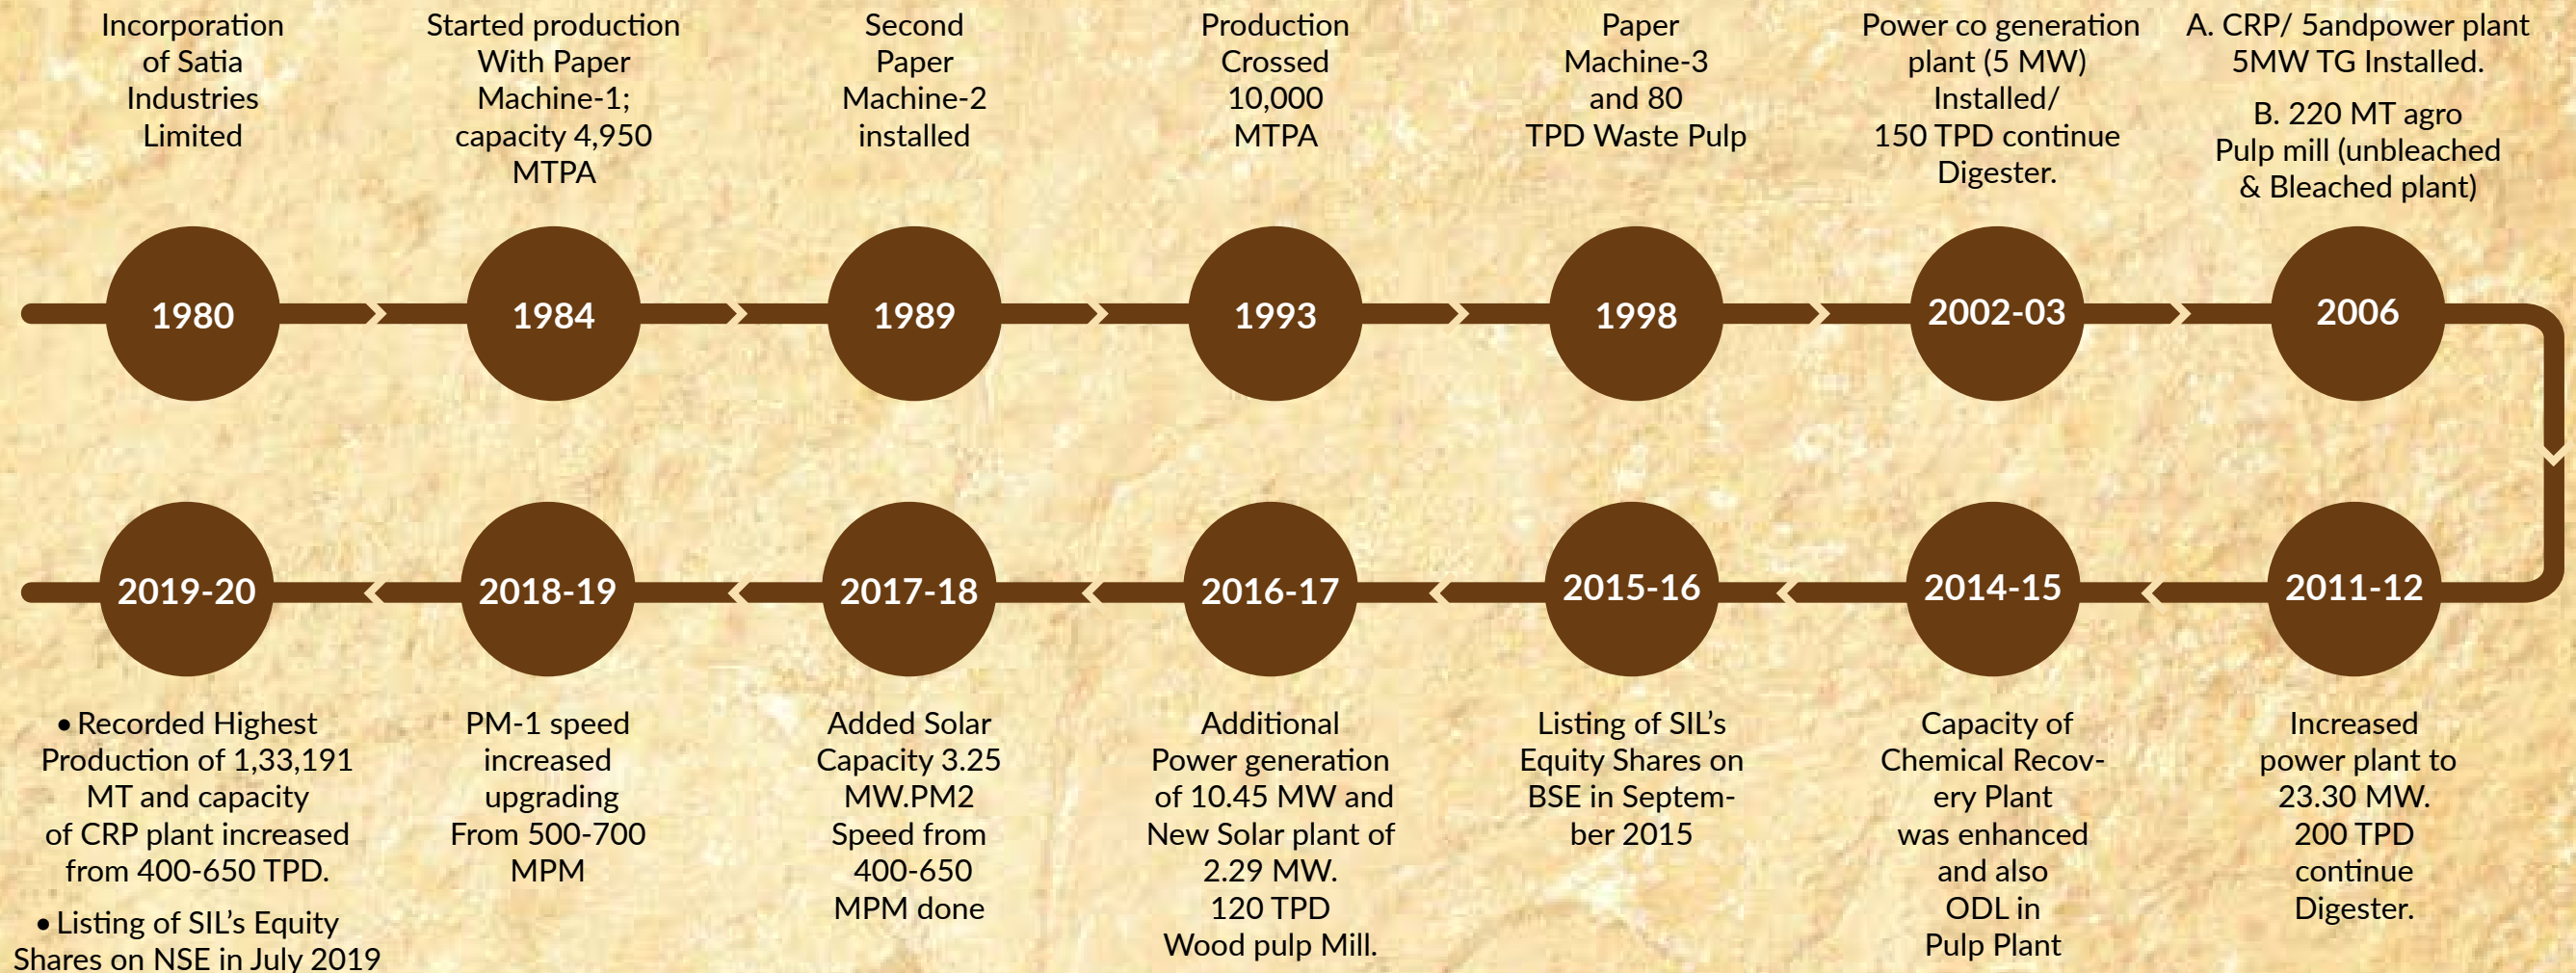 Incorporation
of Satia
Industries
Limited
Started production
With Paper
Machine-1;
capacity 4,950
MTPA
Second
Paper
Machine-2
installed
Production
Crossed
10,000
MTPA
Paper
Machine-3
and 80
TPD Waste Pulp
Power co generation
plant (5 MW)
Installed/
150 TPD continue
Digester.
A. CRP/ 5andpower plant
5MW TG Installed.
B. 220 MT agro
Pulp mill (unbleached
& Bleached plant)
1980
1984
1989
1993
1998
2002-03
2006
2011-12
2014-15
2015-16
2016-17
2017-18
2018-19
2019-20
Increased
power plant to
23.30 MW.
200 TPD
continue
Digester.
Capacity of
Chemical Recov-
ery Plant
was enhanced
and also
ODL in
Pulp Plant
Listing of SIL’s
Equity Shares on
BSE in Septem-
ber 2015
Additional
Power generation
of 10.45 MW and
New Solar plant of
2.29 MW.
120 TPD
Wood pulp Mill.
Added Solar
Capacity 3.25
MW.PM2
Speed from
400-650
MPM done
PM-1 speed
increased
upgrading
From 500-700
MPM
• Recorded Highest
Production of 1,33,191
MT and capacity
of CRP plant increased
from 400-650 TPD.
• Listing of SIL’s Equity
Shares on NSE in July 2019